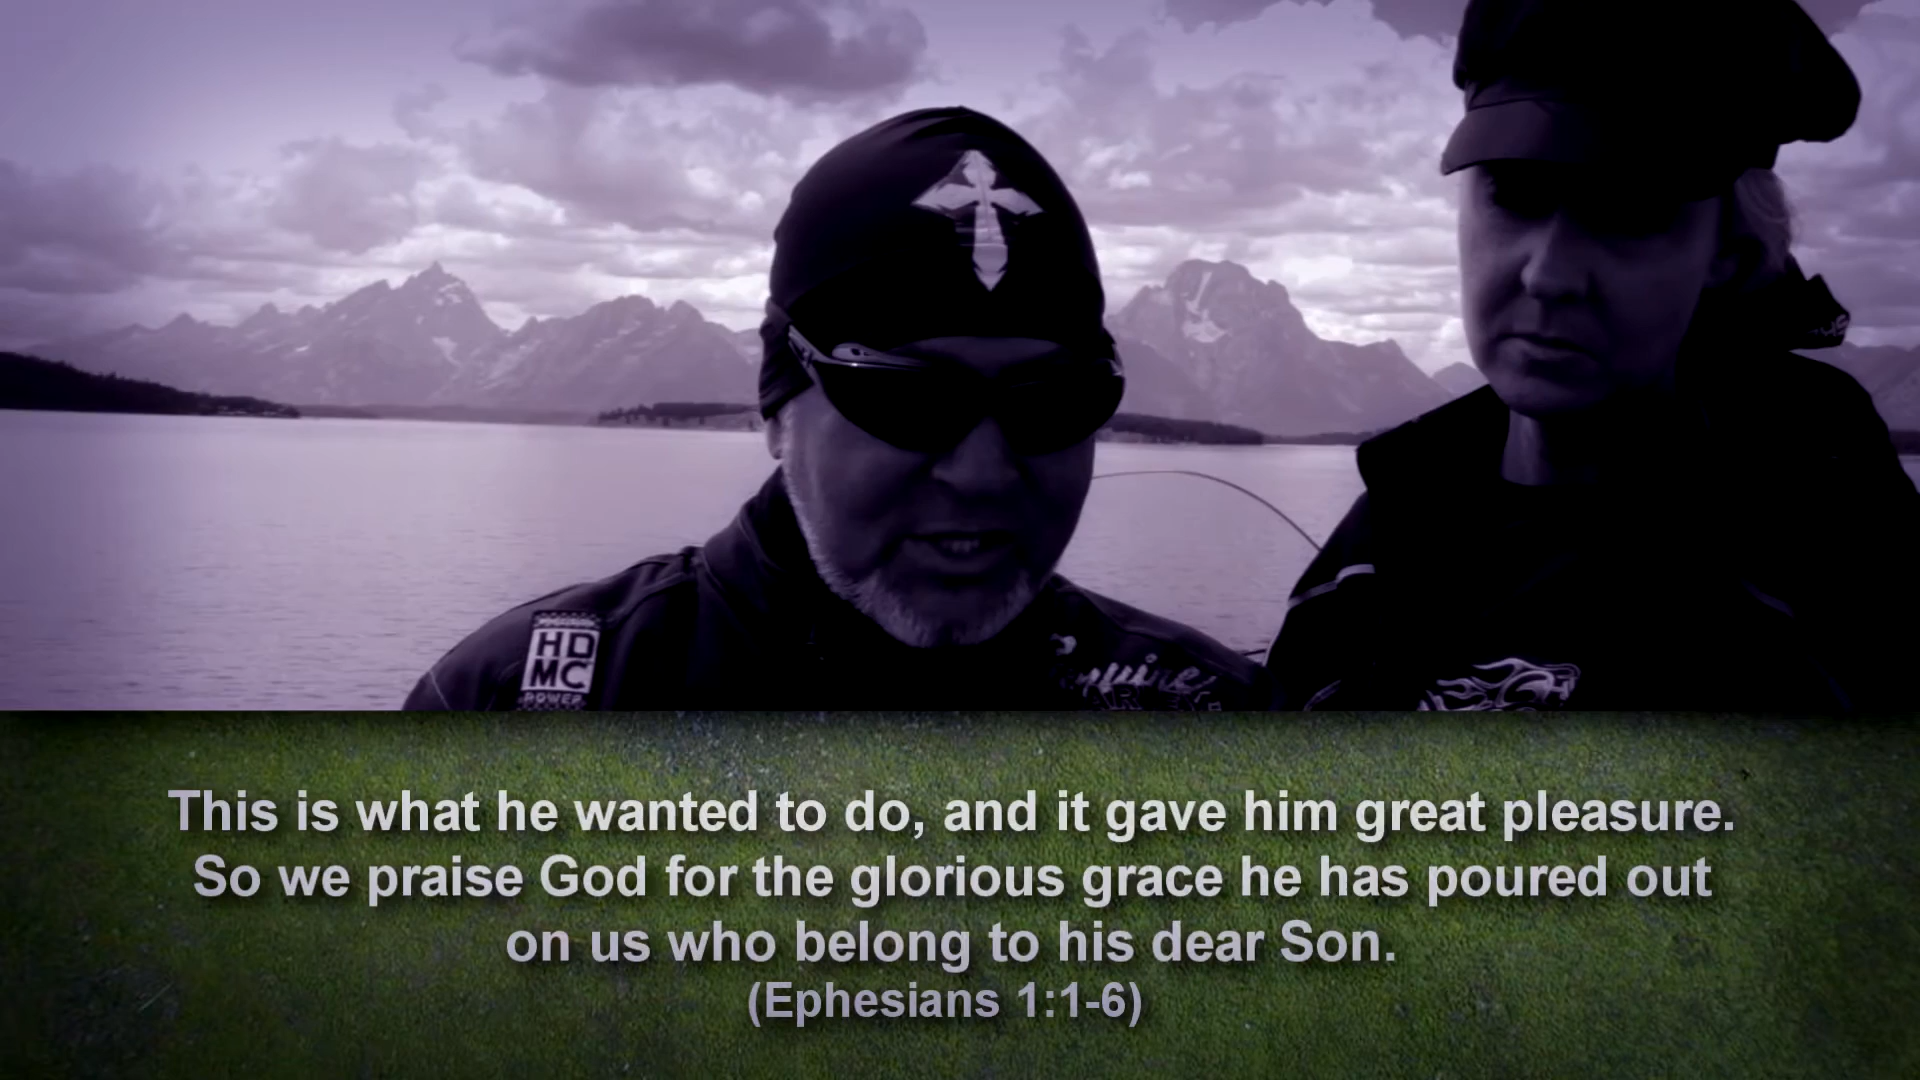 HD
MC
POWER
This is what he wanted to do, and it gave him great pleasure.
So we praise God for the glorious grace he has poured out
on us who belong to his dear Son.
(Ephesians 1:1-6)